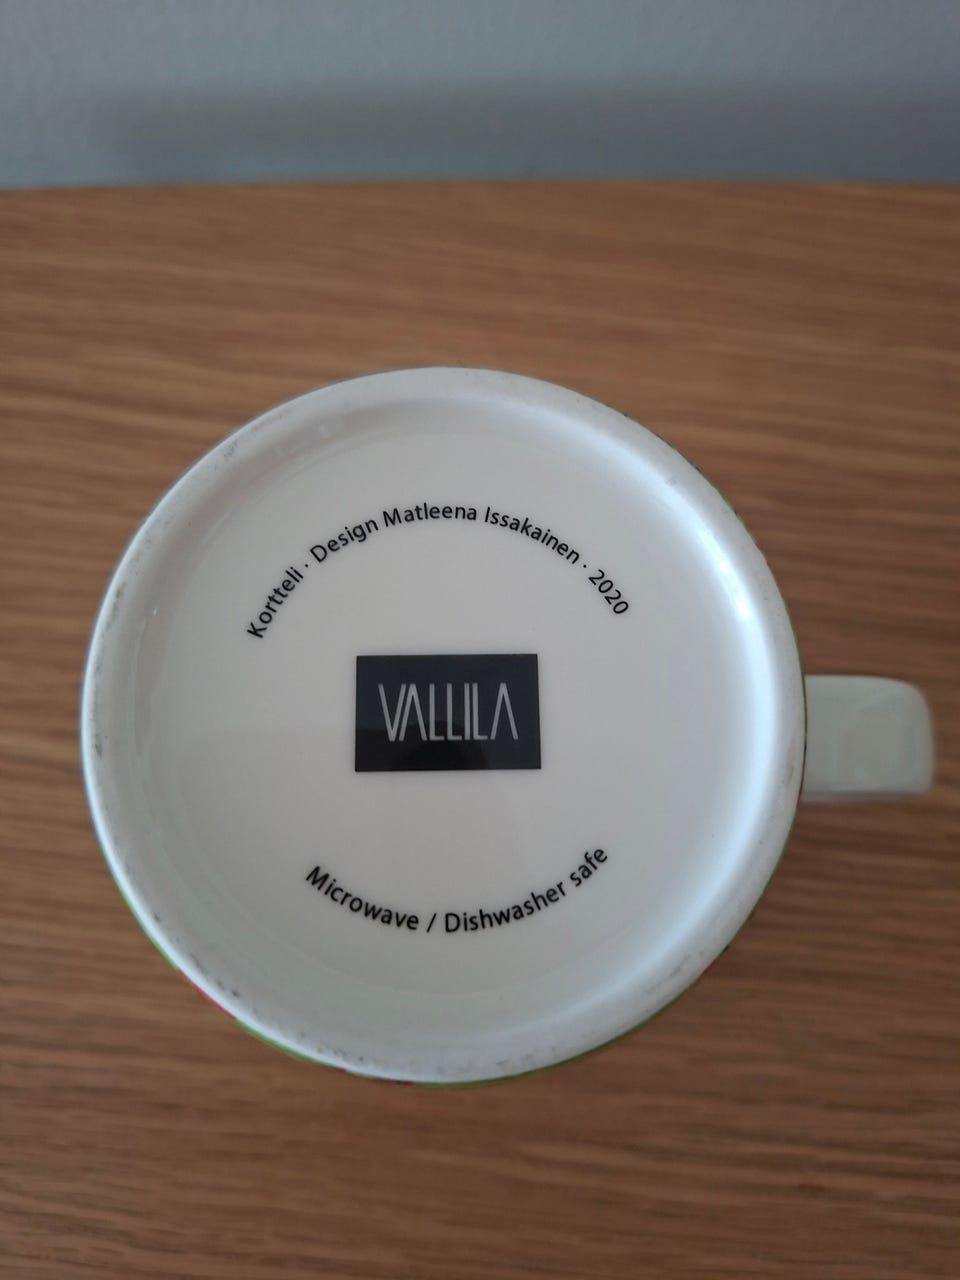 Kortteli · Design Matleena Issakainen · 2020
VALLILA
Microwave / Dishwasher safe